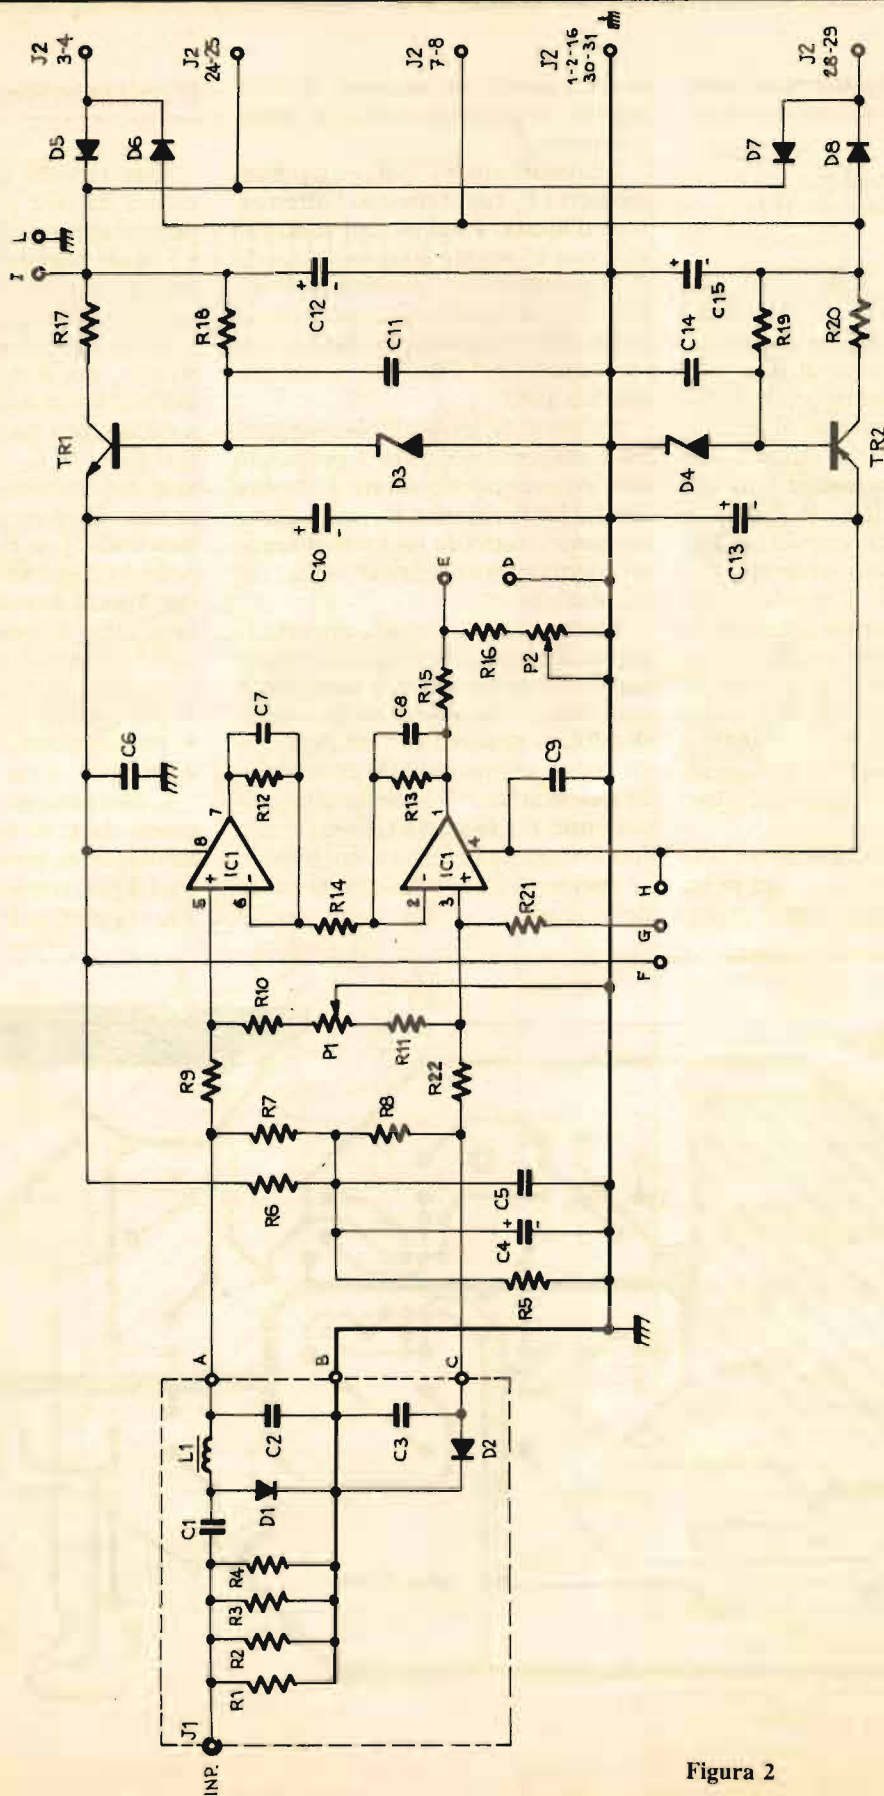 J2
3-4
J2
24-25
J2
7-8
J2
1-2-16
30-31
J2
28-29
D5
D6
D7
D8
I
L
R17
R18
C12
C15
R19
R20
C11
C14
TR1
D3
D4
TR2
C10
C13
E
D
R15
R16
P2
C6
C7
R12
C8
R13
C9
7
8
5
+
6
-
IC1
1
4
2
-
3
+
IC1
R14
R21
H
G
F
R10
P1
R11
R9
R22
R7
R8
R6
C5
C4
R5
A
B
C
L1
C2
C3
D2
C1
D1
R4
R3
R2
R1
J1
INP.
Figura 2